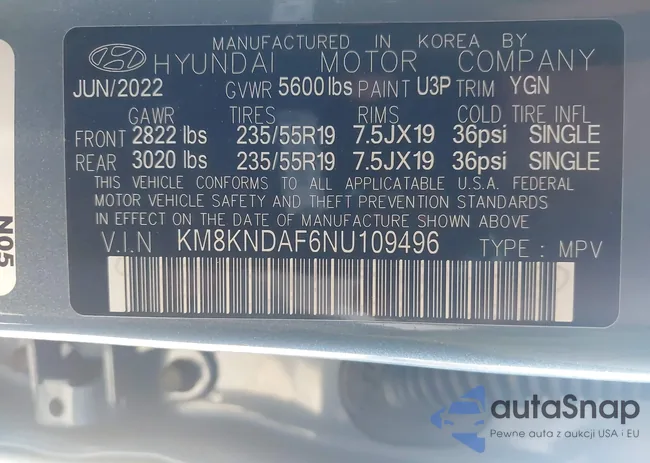 MANUFACTURED IN KOREA BY
HYUNDAI MOTOR COMPANY
JUN/2022 GVWR 5600 lbs PAINT U3P TRIM YGN
GAWR TIRES RIMS COLD TIRE INFL
FRONT 2822 lbs 235/55R19 7.5JX19 36psi SINGLE
REAR 3020 lbs 235/55R19 7.5JX19 36psi SINGLE
THIS VEHICLE CONFORMS TO ALL APPLICATABLE U.S.A. FEDERAL
MOTOR VEHICLE SAFETY AND THEFT PREVENTION STANDARDS
IN EFFECT ON THE DATE OF MANUFACTURE SHOWN ABOVE
V.I.N KM8KNDAF6NU109496 TYPE : MPV
N05
autaSnap
Pewne auta z aukcji USA i EU